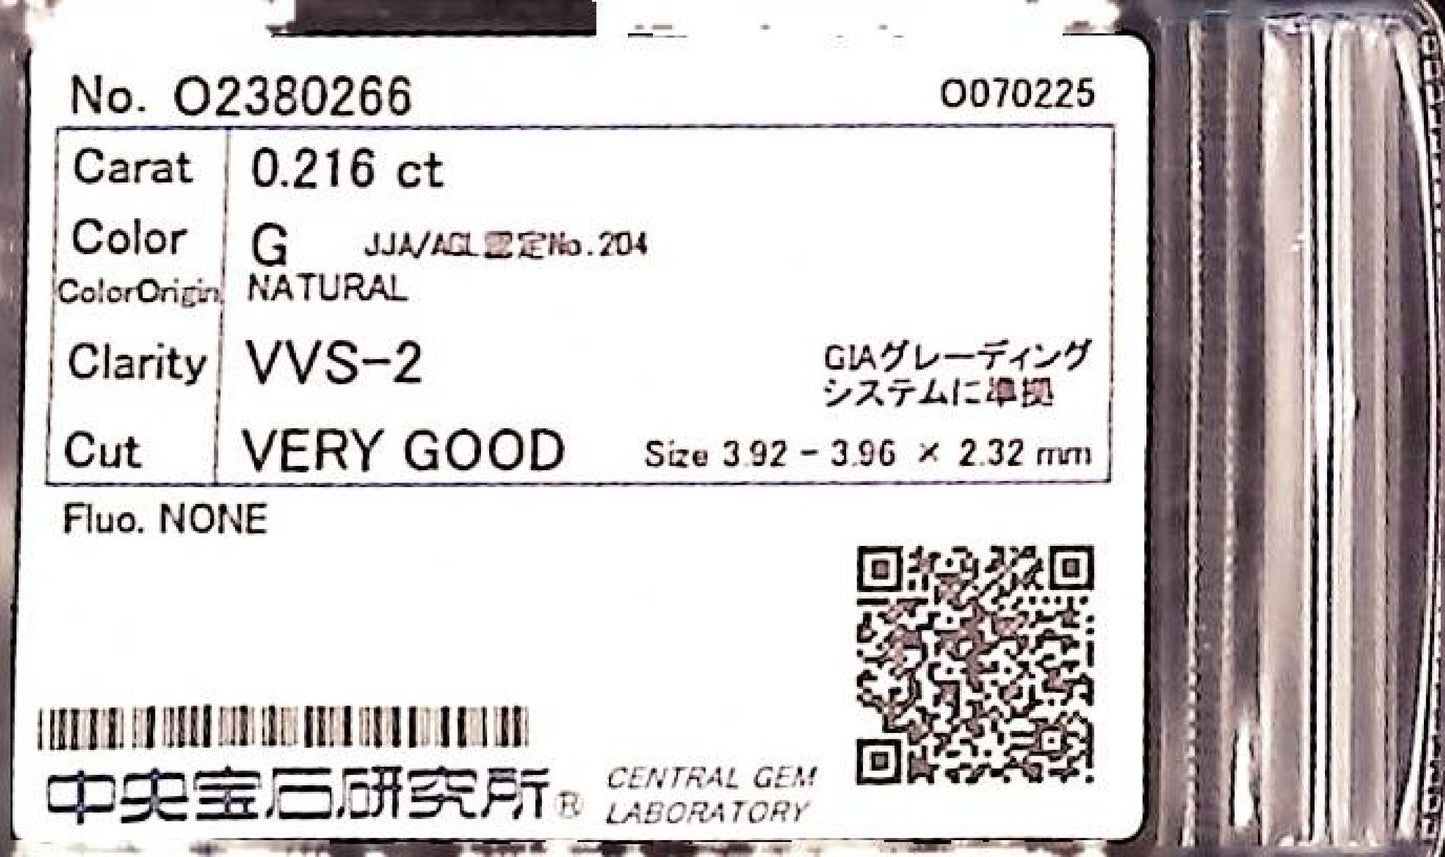 No. O2380266 O070225
Carat 0.216 ct
Color G JJA/AGL認定No.204
ColorOrigin NATURAL
Clarity VVS-2 GIAグレーディング
システムに準拠
Cut VERY GOOD Size 3.92 - 3.96 × 2.32 mm
Fluo. NONE
中央宝石研究所® CENTRAL GEM
LABORATORY